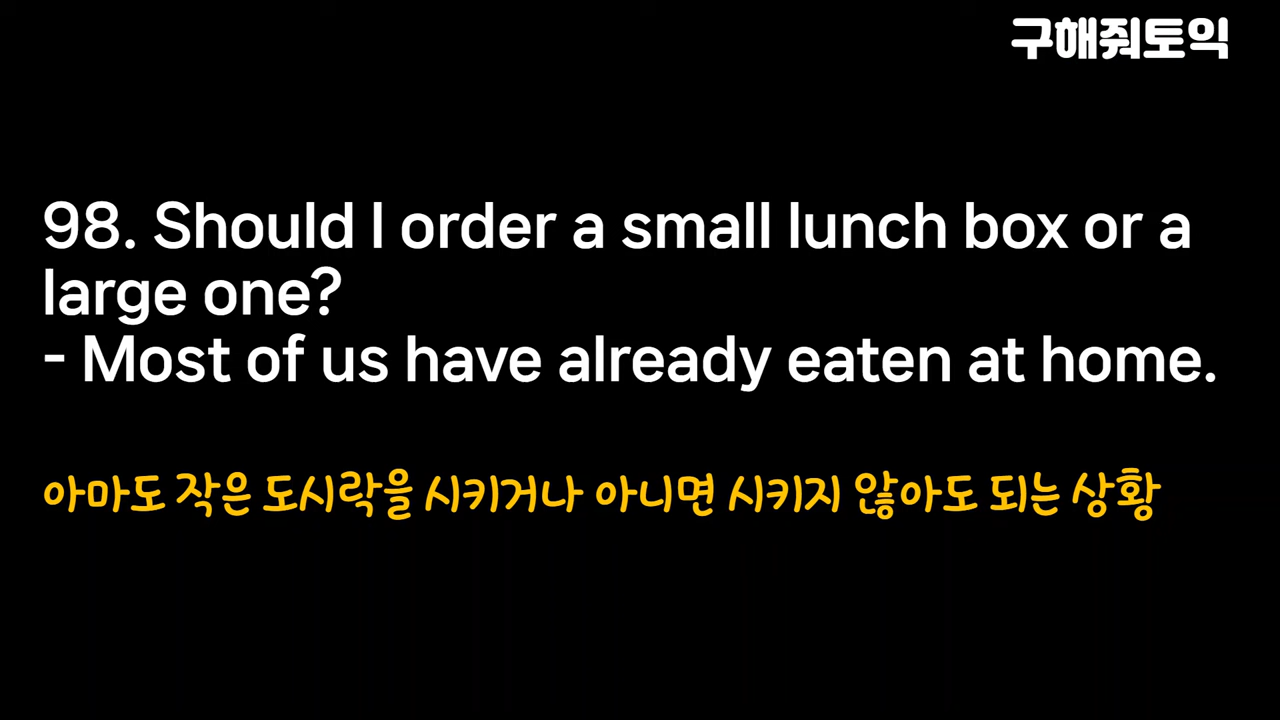 구해줘토익
98. Should I order a small lunch box or a
large one?
- Most of us have already eaten at home.
아마도 작은 도시락을 시키거나 아니면 시키지 않아도 되는 상황